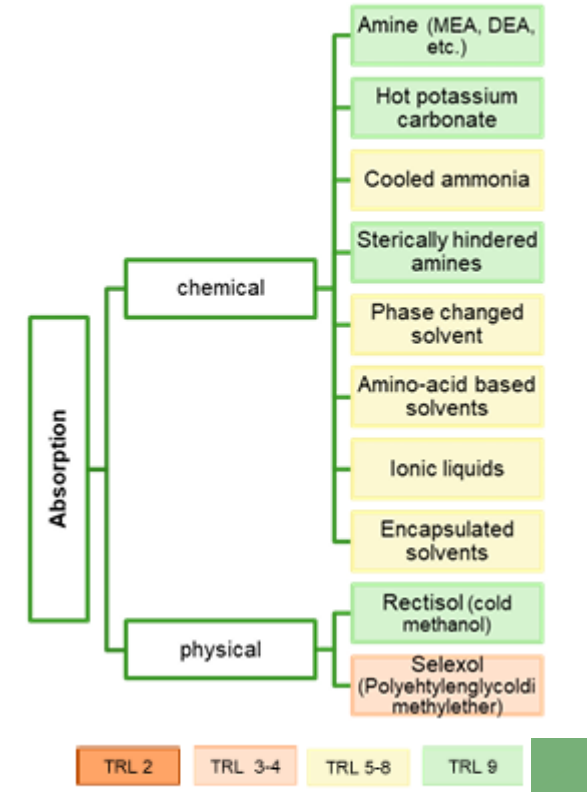 Amine (MEA, DEA,
etc.)
Hot potassium
carbonate
Cooled ammonia
Sterically hindered
amines
chemical
Phase changed
solvent
Amino-acid based
solvents
Absorption
Ionic liquids
Encapsulated
solvents
Rectisol (cold
methanol)
physical
Selexol
(Polyehtylenglycoldi
methylether)
TRL 2
TRL 3-4
TRL 5-8
TRL 9